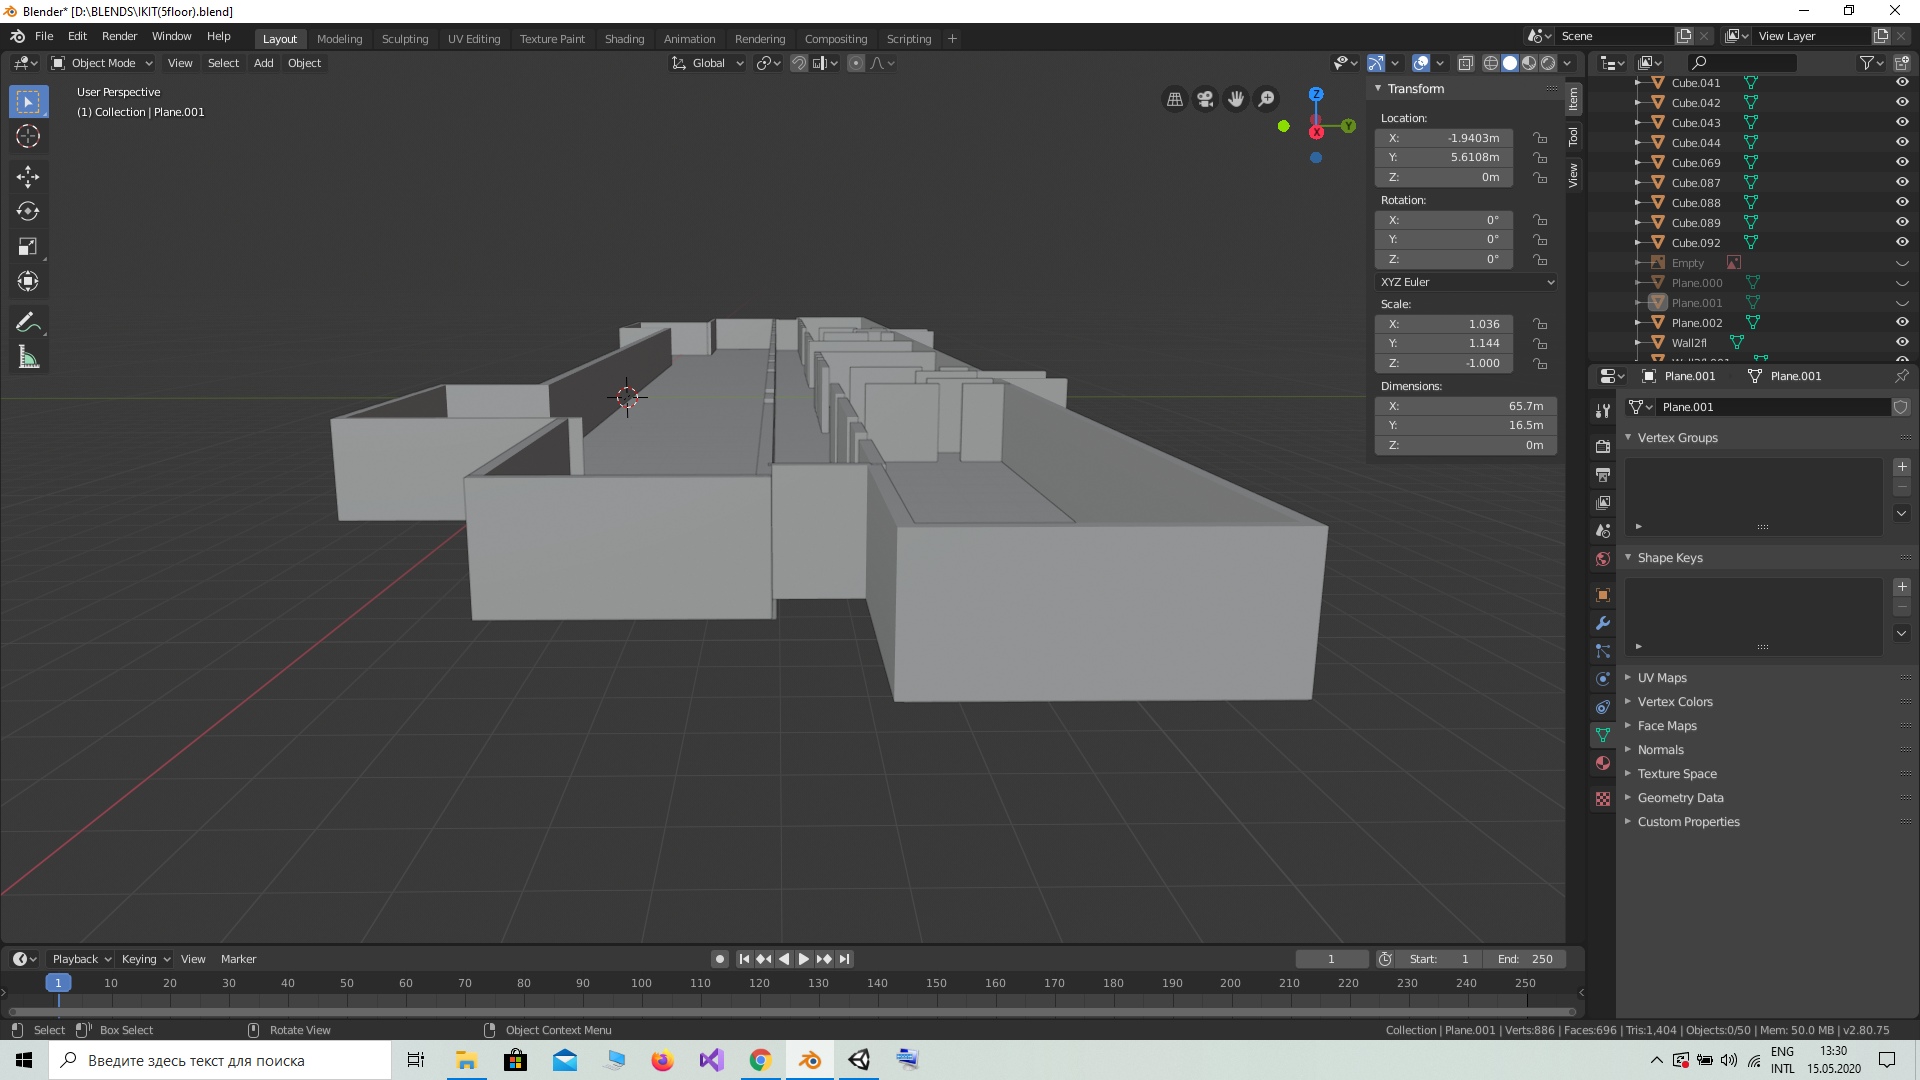 Blender* [D:\BLENDS\IKIT(5floor).blend]
File Edit Render Window Help Layout Modeling Sculpting UV Editing Texture Paint Shading Animation Rendering Compositing Scripting + Scene View Layer
Object Mode View Select Add Object Global
User Perspective
(1) Collection | Plane.001
Transform
Location:
X: -1.9403m
Y: 5.6108m
Z: 0m
Rotation:
X: 0°
Y: 0°
Z: 0°
XYZ Euler
Scale:
X: 1.036
Y: 1.144
Z: -1.000
Dimensions:
X: 65.7m
Y: 16.5m
Z: 0m
Item
Tool
View
Z
Y
X
Cube.041
Cube.042
Cube.043
Cube.044
Cube.069
Cube.087
Cube.088
Cube.089
Cube.092
Empty
Plane.000
Plane.001
Plane.002
Wall2fl
Wall2fl.001
Plane.001 Plane.001
Plane.001
Vertex Groups
Shape Keys
UV Maps
Vertex Colors
Face Maps
Normals
Texture Space
Geometry Data
Custom Properties
Playback Keying View Marker 1 Start: 1 End: 250
1 10 20 30 40 50 60 70 80 90 100 110 120 130 140 150 160 170 180 190 200 210 220 230 240 250
Select Box Select Rotate View Object Context Menu Collection | Plane.001 | Verts:886 | Faces:696 | Tris:1,404 | Objects:0/50 | Mem: 50.0 MB | v2.80.75
Введите здесь текст для поиска
ENG
INTL
13:30
15.05.2020